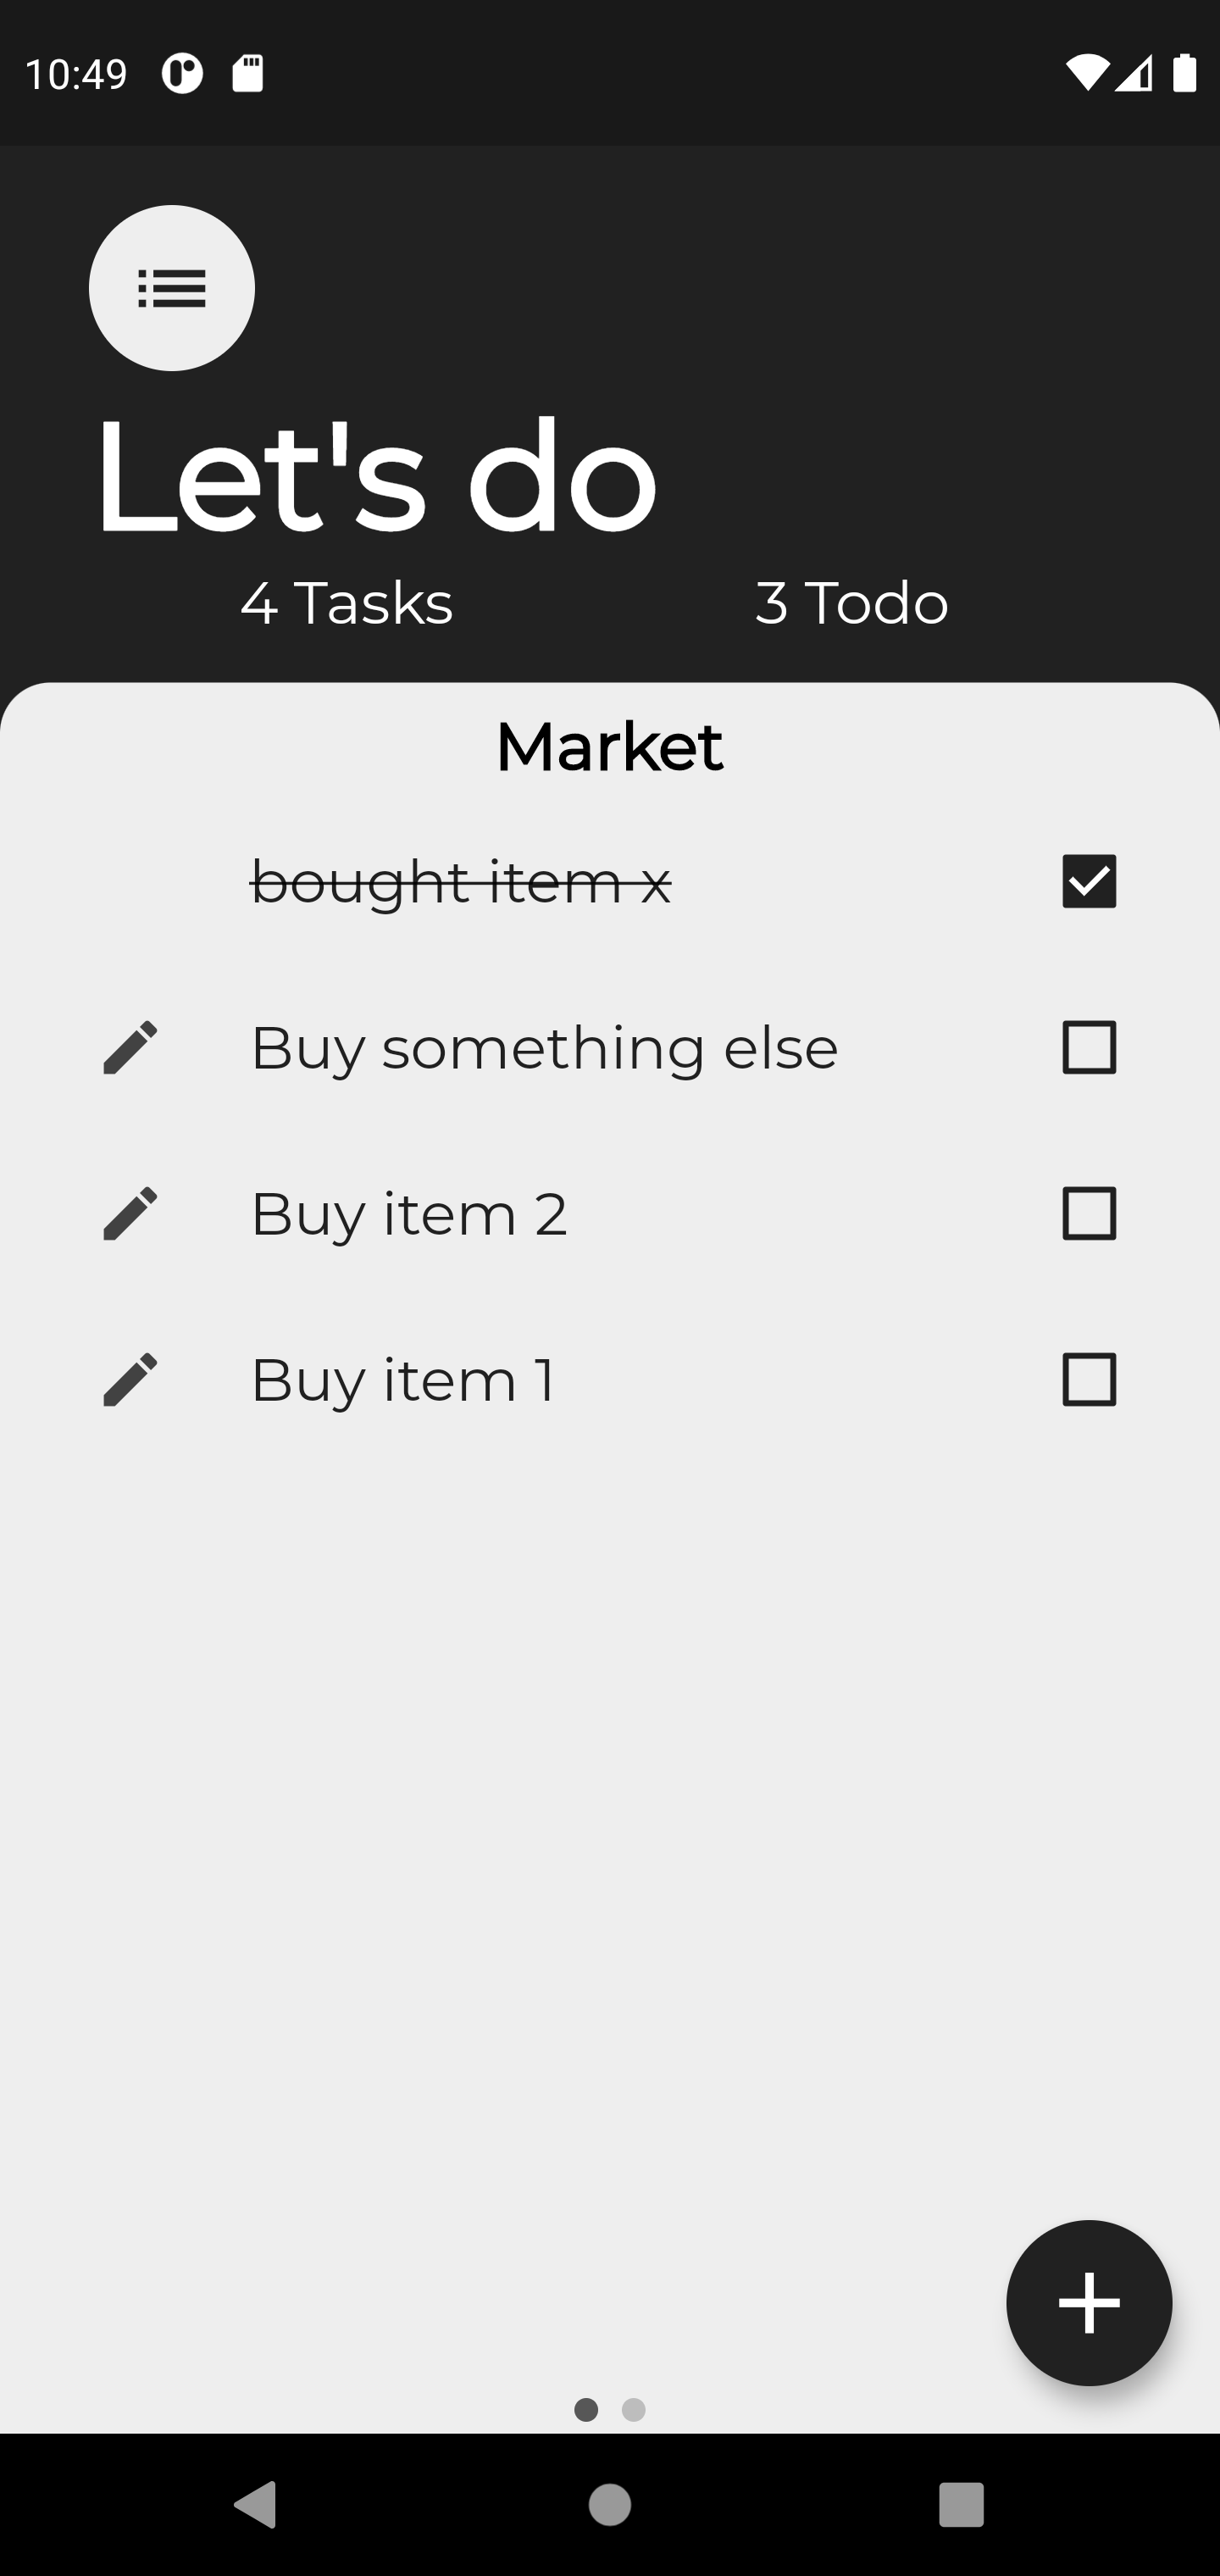 10:49
Let's do
4 Tasks 3 Todo
Market
bought item x
Buy something else
Buy item 2
Buy item 1